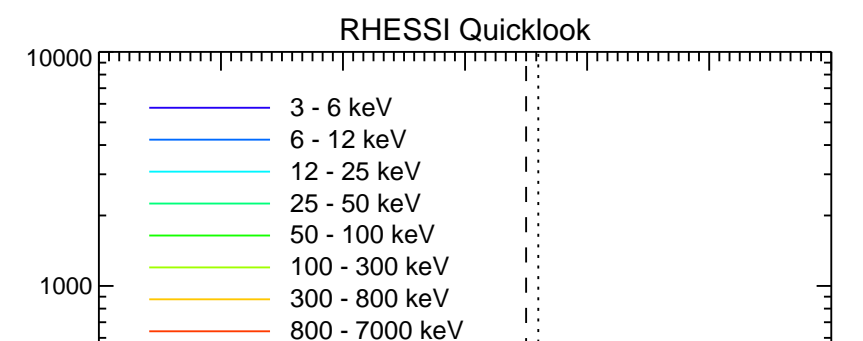 RHESSI Quicklook
10000
3 - 6 keV
6 - 12 keV
12 - 25 keV
25 - 50 keV
50 - 100 keV
100 - 300 keV
1000
300 - 800 keV
800 - 7000 keV